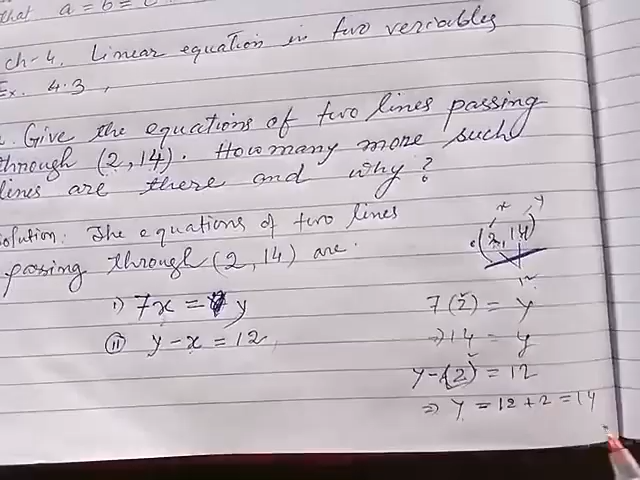 that a = b =
ch-4. Linear equation in two veriables
Ex. 4.3,
. Give the equations of two lines passing
through (2, 14). How many more such
lines are there and why?
x y
(2, 14)
solution: The equations of two lines
passing through (2, 14) are.
i) 7x = y
7(2) = y
⇒ 14 = y
ii y - x = 12
y - (2) = 12
⇒ y = 12 + 2 = 14